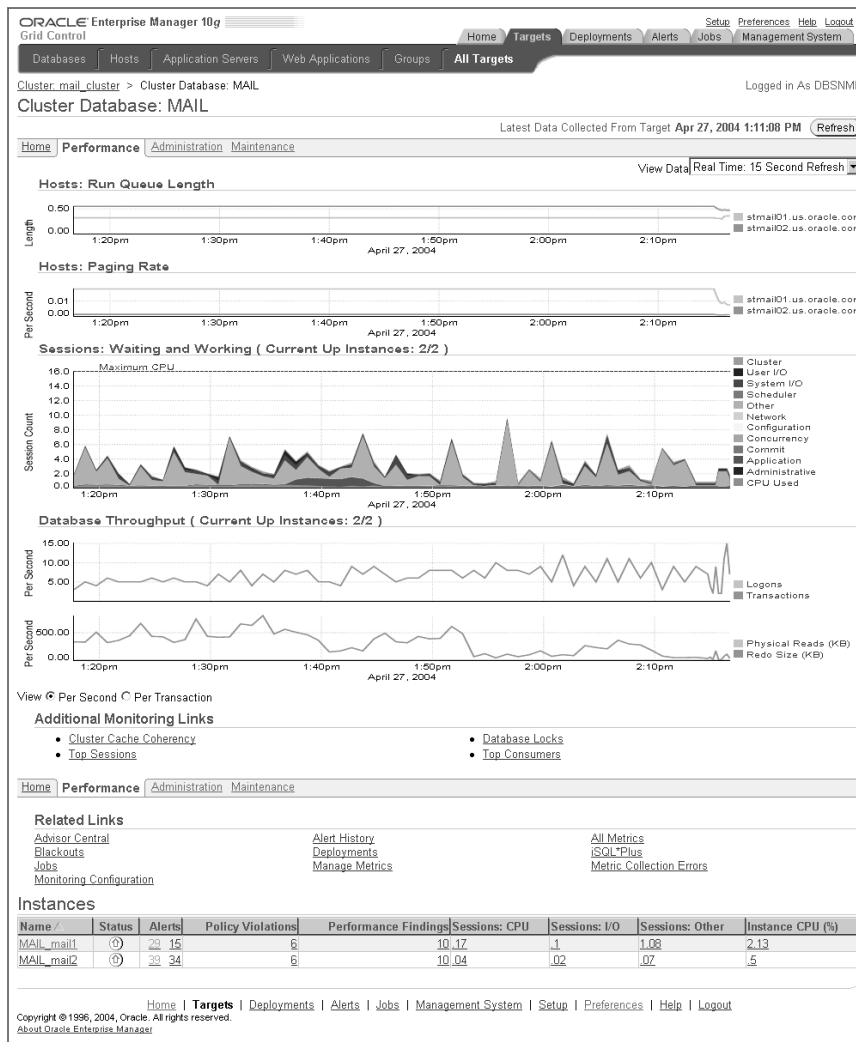 ORACLE Enterprise Manager 10g
Grid Control
Setup Preferences Help Logout
Home Targets Deployments Alerts Jobs Management System
Databases Hosts Application Servers Web Applications Groups All Targets
Cluster: mail_cluster > Cluster Database: MAIL
Logged in As DBSNM
Cluster Database: MAIL
Latest Data Collected From Target Apr 27, 2004 1:11:08 PM Refresh
Home Performance Administration Maintenance
View Data Real Time: 15 Second Refresh
Hosts: Run Queue Length
Length
0.50
0.00
1:20pm 1:30pm 1:40pm 1:50pm 2:00pm 2:10pm
April 27, 2004
stmail01.us.oracle.cor
stmail02.us.oracle.cor
Hosts: Paging Rate
Per Second
0.01
0.00
1:20pm 1:30pm 1:40pm 1:50pm 2:00pm 2:10pm
April 27, 2004
stmail01.us.oracle.cor
stmail02.us.oracle.cor
Sessions: Waiting and Working ( Current Up Instances: 2/2 )
Session Count
Maximum CPU
16.0
14.0
12.0
10.0
8.0
6.0
4.0
2.0
0.0
1:20pm 1:30pm 1:40pm 1:50pm 2:00pm 2:10pm
April 27, 2004
Cluster
User I/O
System I/O
Scheduler
Other
Network
Configuration
Concurrency
Commit
Application
Administrative
CPU Used
Database Throughput ( Current Up Instances: 2/2 )
Per Second
15.00
10.00
5.00
Logons
Transactions
Per Second
500.00
0.00
1:20pm 1:30pm 1:40pm 1:50pm 2:00pm 2:10pm
April 27, 2004
Physical Reads (KB)
Redo Size (KB)
View Per Second Per Transaction
Additional Monitoring Links
Cluster Cache Coherency
Database Locks
Top Sessions
Top Consumers
Home Performance Administration Maintenance
Related Links
Advisor Central Alert History All Metrics
Blackouts Deployments iSQL*Plus
Jobs Manage Metrics Metric Collection Errors
Monitoring Configuration
Instances
Name Status Alerts Policy Violations Performance Findings Sessions: CPU Sessions: I/O Sessions: Other Instance CPU (%)
MAIL_mail1 29 15 6 10 .17 .1 1.08 2.13
MAIL_mail2 39 34 6 10 .04 .02 .07 .5
Home | Targets | Deployments | Alerts | Jobs | Management System | Setup | Preferences | Help | Logout
Copyright © 1996, 2004, Oracle. All rights reserved.
About Oracle Enterprise Manager